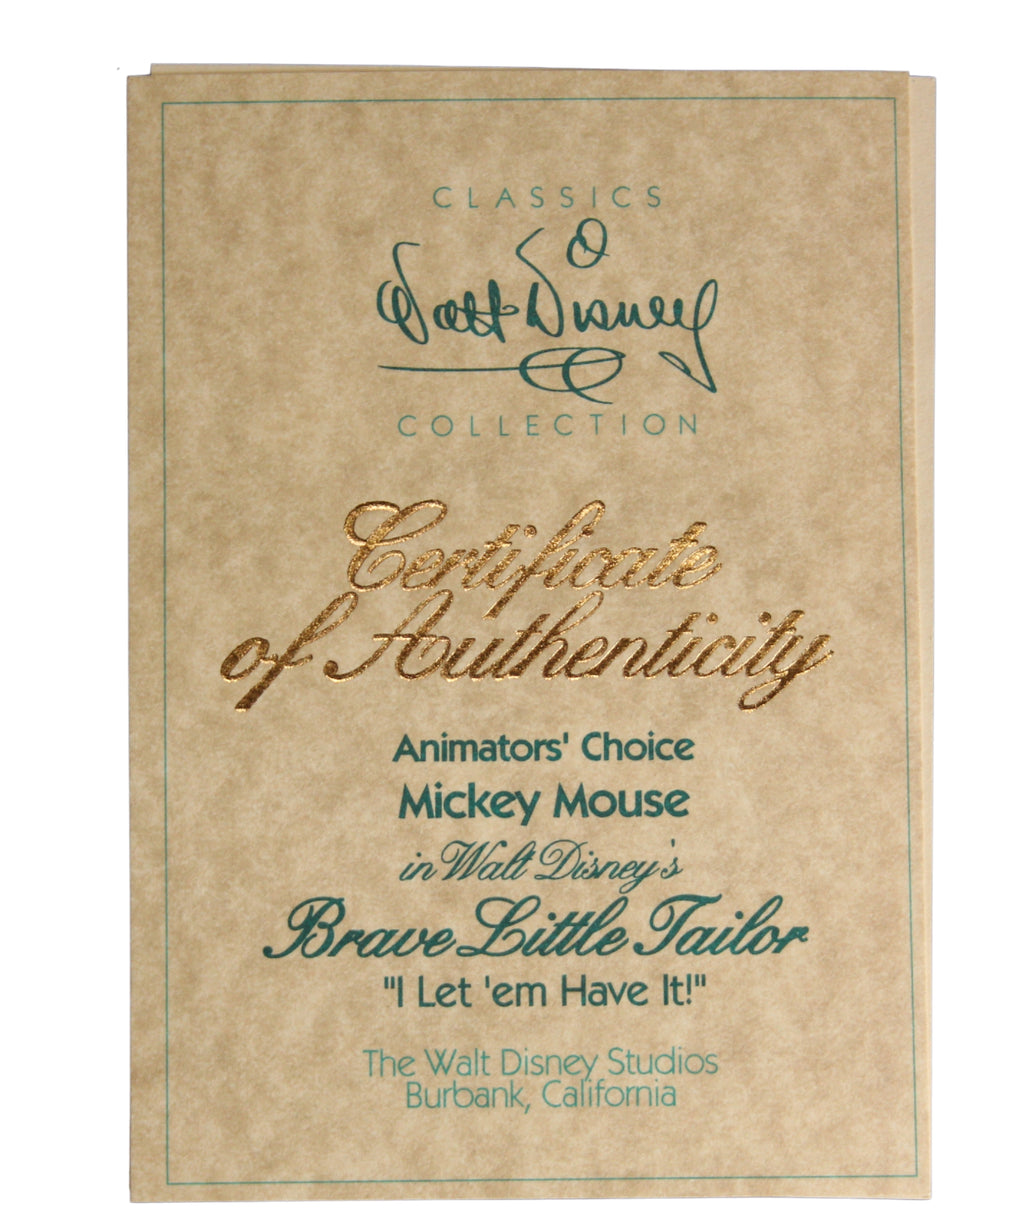 CLASSICS
Walt Disney
COLLECTION
Certificate
of Authenticity
Animators' Choice
Mickey Mouse
in Walt Disney's
Brave Little Tailor
"I Let 'em Have It!"
The Walt Disney Studios
Burbank, California